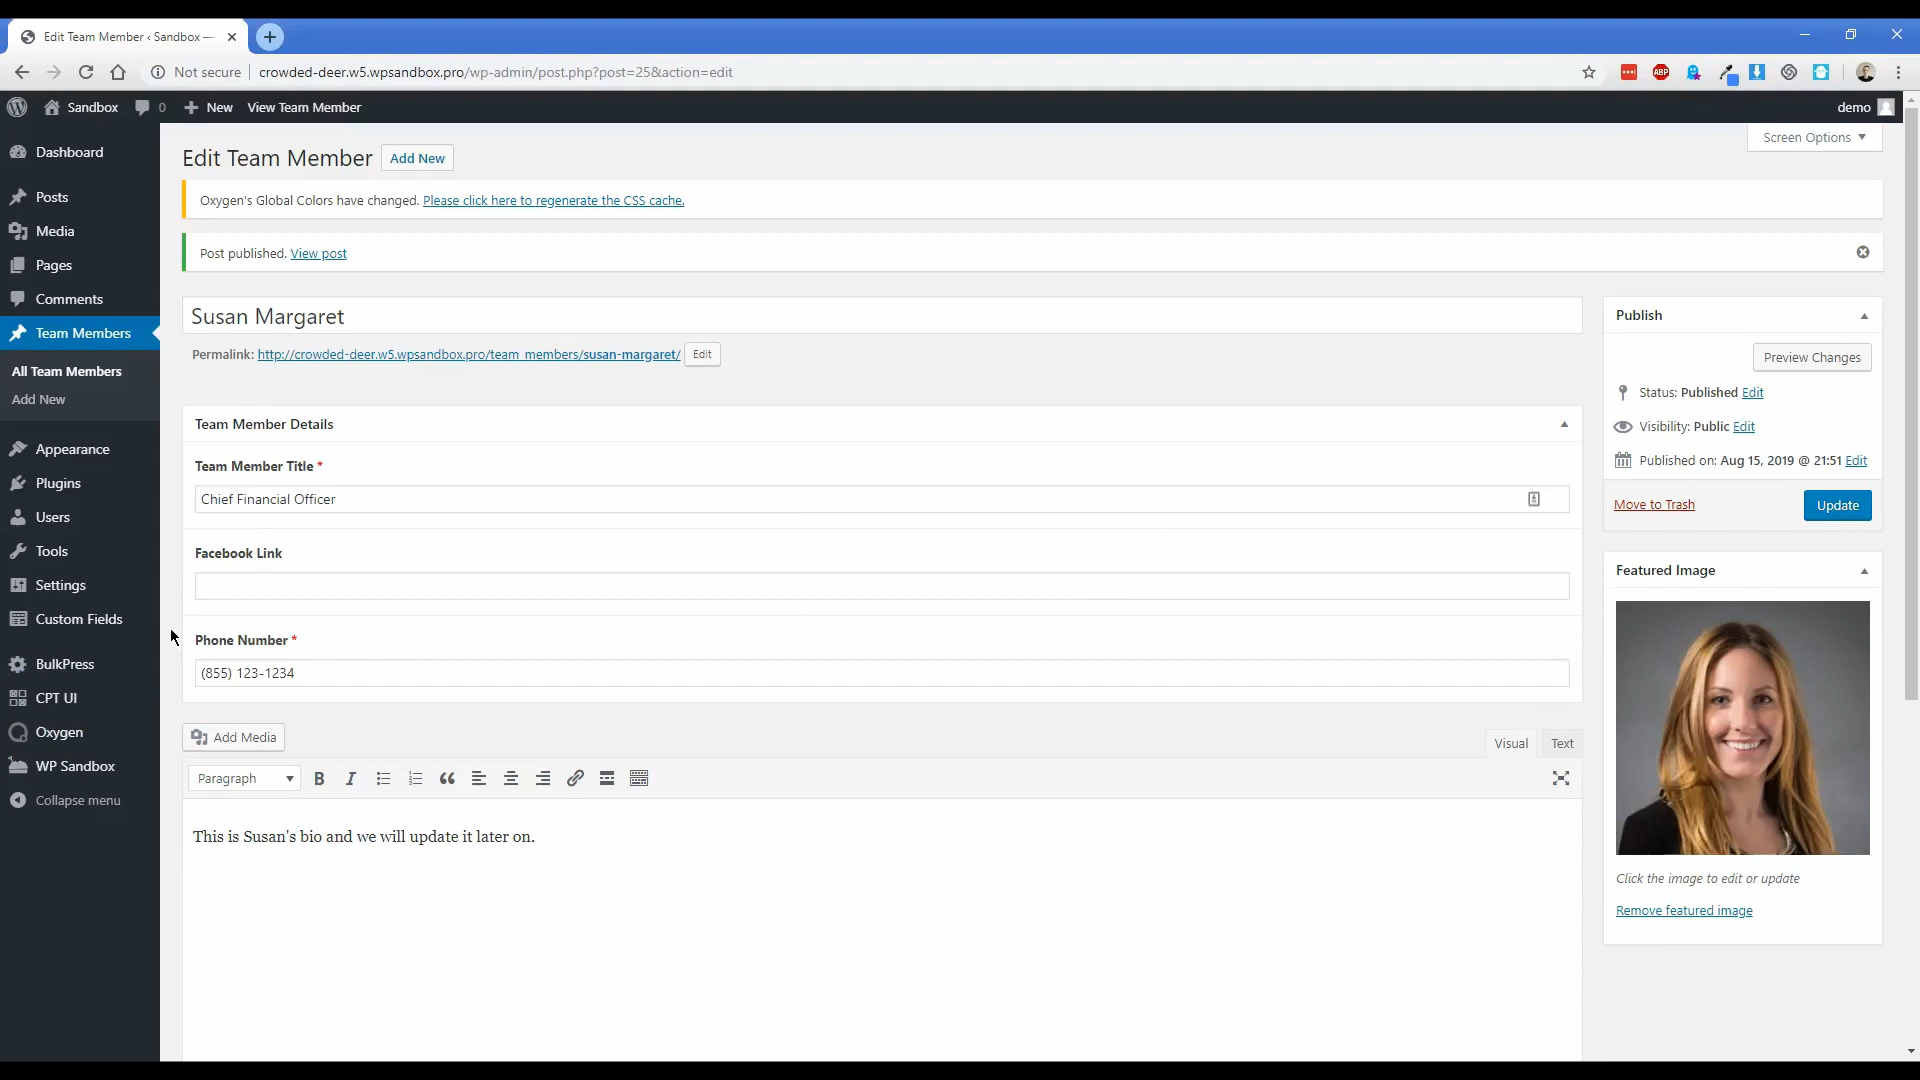 Edit Team Member ‹ Sandbox —
Not secure
crowded-deer.w5.wpsandbox.pro/wp-admin/post.php?post=25&action=edit
ABP
Sandbox
0
New
View Team Member
demo
Screen Options
Dashboard
Posts
Media
Pages
Comments
Team Members
All Team Members
Add New
Appearance
Plugins
Users
Tools
Settings
Custom Fields
BulkPress
CPT UI
Oxygen
WP Sandbox
Collapse menu
Edit Team Member
Add New
Oxygen's Global Colors have changed. Please click here to regenerate the CSS cache.
Post published. View post
Susan Margaret
Permalink: http://crowded-deer.w5.wpsandbox.pro/team_members/susan-margaret/ Edit
Team Member Details
Team Member Title *
Chief Financial Officer
Facebook Link
Phone Number *
(855) 123-1234
Add Media
Visual
Text
Paragraph
B
I
This is Susan's bio and we will update it later on.
Publish
Preview Changes
Status: Published Edit
Visibility: Public Edit
Published on: Aug 15, 2019 @ 21:51 Edit
Move to Trash
Update
Featured Image
Click the image to edit or update
Remove featured image